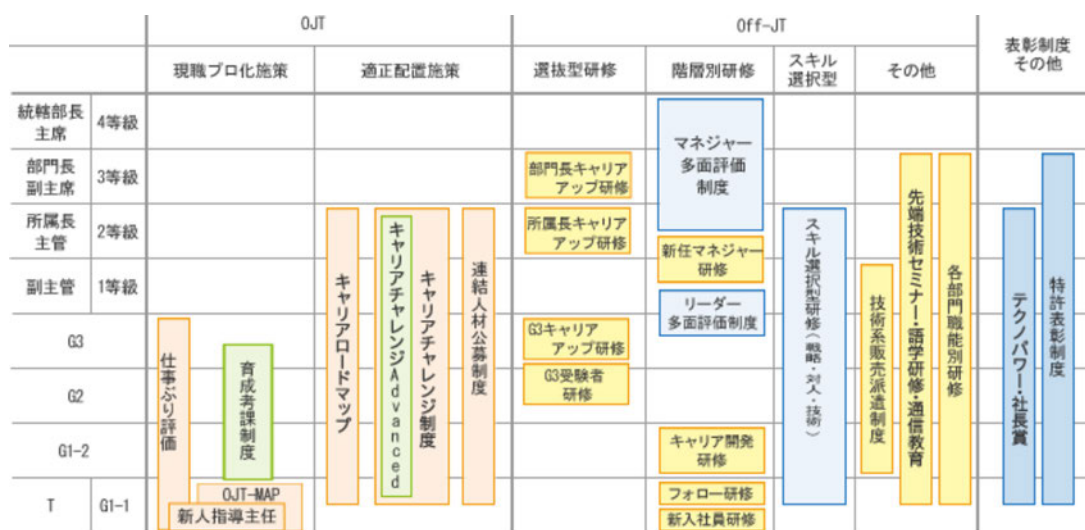 OJT
Off-JT
表彰制度
その他
現職プロ化施策
適正配置施策
選抜型研修
階層別研修
スキル
選択型
その他
統轄部長
主席
4等級
部門長
副主席
3等級
所属長
主管
2等級
副主管
1等級
G3
G2
G1-2
T
G1-1
仕事ぶり評価
育成考課制度
OJT-MAP
新人指導主任
キャリアロードマップ
キャリアチャレンジAdvanced
キャリアチャレンジ制度
連結人材公募制度
部門長キャリア
アップ研修
所属長キャリア
アップ研修
G3キャリア
アップ研修
G3受験者
研修
マネジャー
多面評価
制度
新任マネジャー
研修
リーダー
多面評価制度
キャリア開発
研修
フォロー研修
新入社員研修
スキル選択型研修(戦略・対人・技術)
技術系販売派遣制度
先端技術セミナー・語学研修・通信教育
各部門職能別研修
テクノパワー・社長賞
特許表彰制度